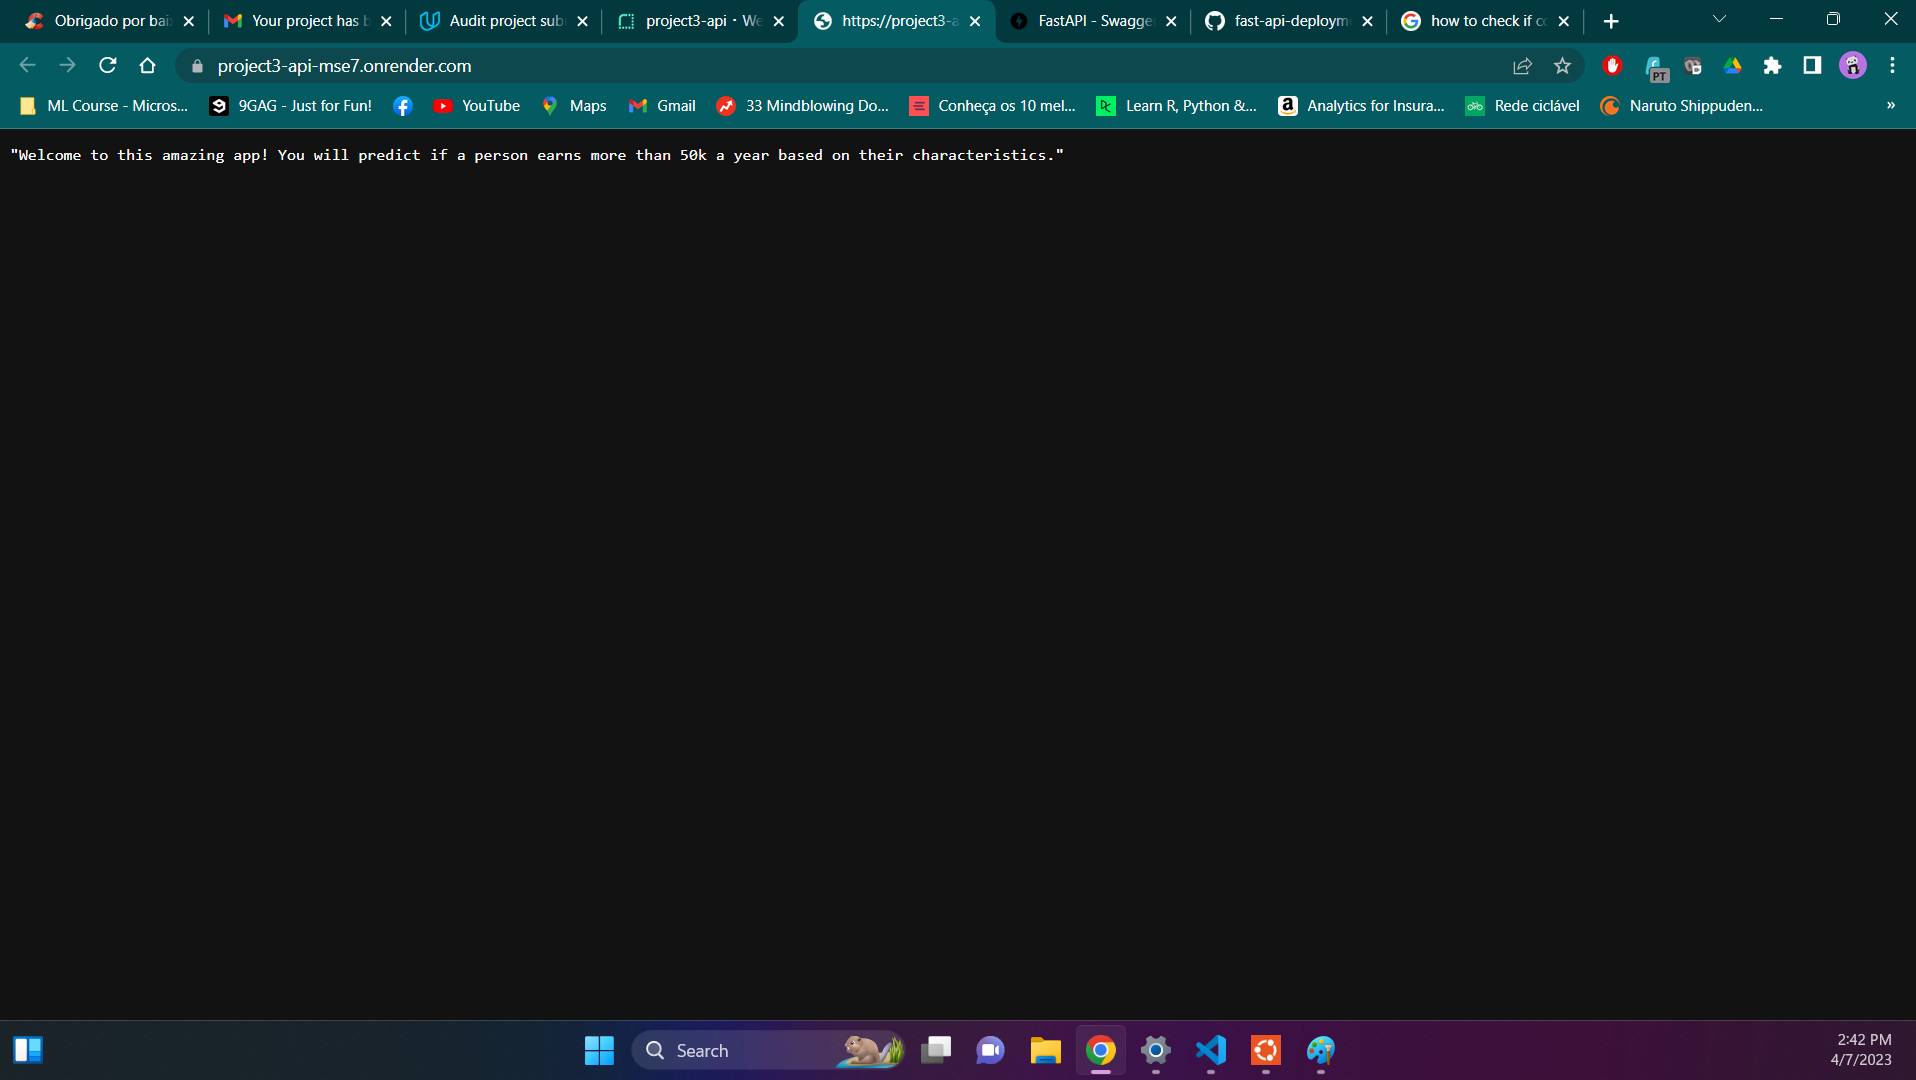 Obrigado por bai
Your project has b
Audit project sub
project3-api · We
https://project3-a
FastAPI - Swagge
fast-api-deployme
how to check if co
project3-api-mse7.onrender.com
PT
ML Course - Micros...
9GAG - Just for Fun!
YouTube
Maps
Gmail
33 Mindblowing Do...
Conheça os 10 mel...
Learn R, Python &...
Analytics for Insura...
Rede ciclável
Naruto Shippuden...
»
"Welcome to this amazing app! You will predict if a person earns more than 50k a year based on their characteristics."
Search
2:42 PM
4/7/2023